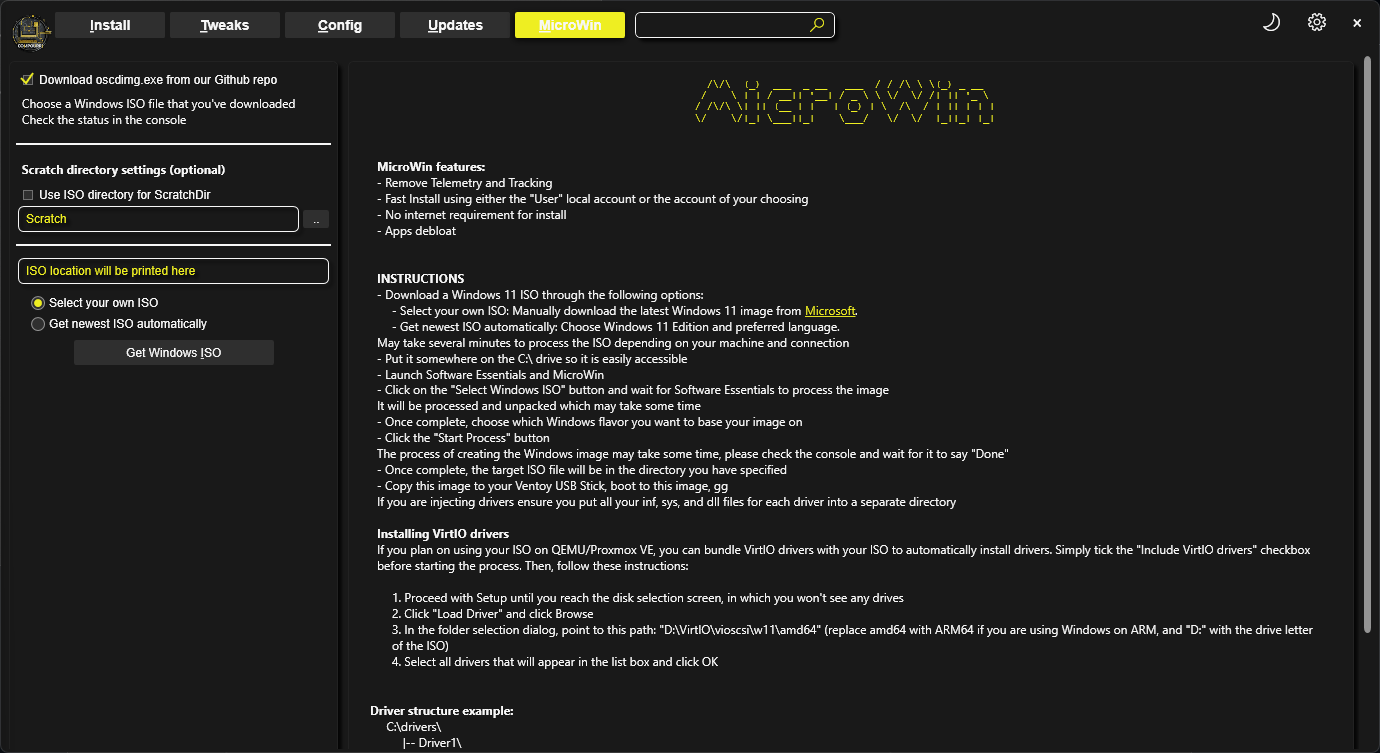 Install Tweaks Config Updates MicroWin
Download oscdimg.exe from our Github repo
Choose a Windows ISO file that you've downloaded
Check the status in the console
Scratch directory settings (optional)
Use ISO directory for ScratchDir
Scratch
..
ISO location will be printed here
Select your own ISO
Get newest ISO automatically
Get Windows ISO
MicroWin
MicroWin features:
- Remove Telemetry and Tracking
- Fast Install using either the "User" local account or the account of your choosing
- No internet requirement for install
- Apps debloat
INSTRUCTIONS
- Download a Windows 11 ISO through the following options:
- Select your own ISO: Manually download the latest Windows 11 image from Microsoft.
- Get newest ISO automatically: Choose Windows 11 Edition and preferred language.
May take several minutes to process the ISO depending on your machine and connection
- Put it somewhere on the C:\ drive so it is easily accessible
- Launch Software Essentials and MicroWin
- Click on the "Select Windows ISO" button and wait for Software Essentials to process the image
It will be processed and unpacked which may take some time
- Once complete, choose which Windows flavor you want to base your image on
- Click the "Start Process" button
The process of creating the Windows image may take some time, please check the console and wait for it to say "Done"
- Once complete, the target ISO file will be in the directory you have specified
- Copy this image to your Ventoy USB Stick, boot to this image, gg
If you are injecting drivers ensure you put all your inf, sys, and dll files for each driver into a separate directory
Installing VirtIO drivers
If you plan on using your ISO on QEMU/Proxmox VE, you can bundle VirtIO drivers with your ISO to automatically install drivers. Simply tick the "Include VirtIO drivers" checkbox
before starting the process. Then, follow these instructions:
1. Proceed with Setup until you reach the disk selection screen, in which you won't see any drives
2. Click "Load Driver" and click Browse
3. In the folder selection dialog, point to this path: "D:\VirtIO\vioscsi\w11\amd64" (replace amd64 with ARM64 if you are using Windows on ARM, and "D:" with the drive letter
of the ISO)
4. Select all drivers that will appear in the list box and click OK
Driver structure example:
C:\drivers\
|-- Driver1\